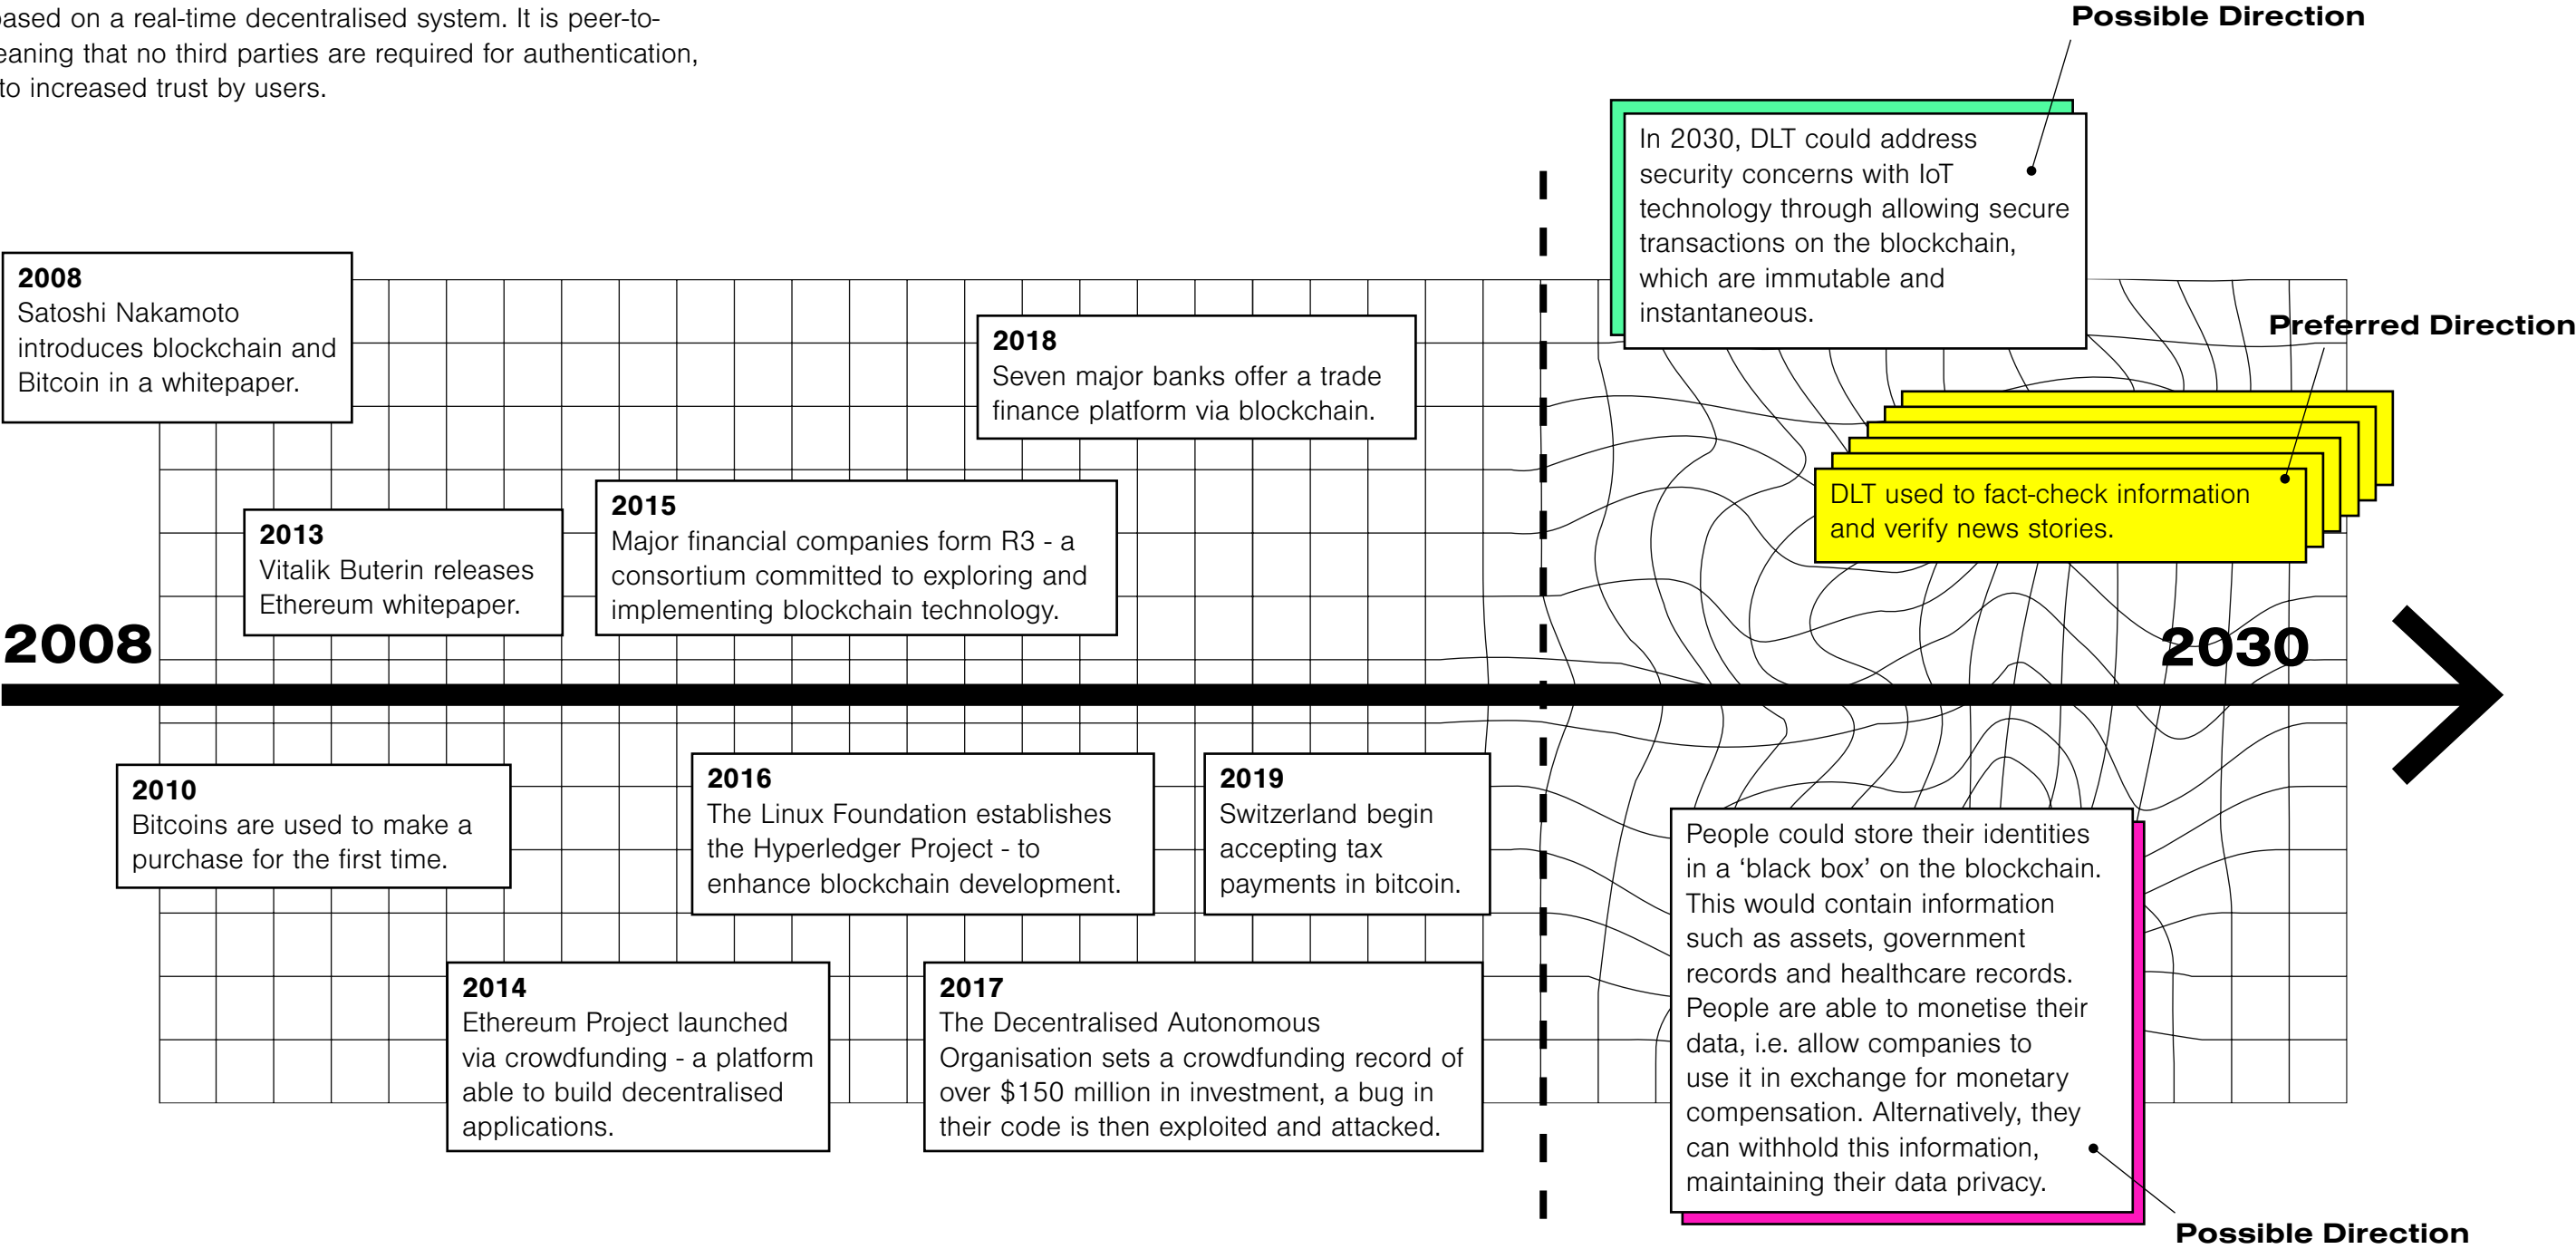 based on a real-time decentralised system. It is peer-to-
eaning that no third parties are required for authentication,
to increased trust by users.
Possible Direction
In 2030, DLT could address
security concerns with IoT
technology through allowing secure
transactions on the blockchain,
which are immutable and
instantaneous.
2008
Satoshi Nakamoto
introduces blockchain and
Bitcoin in a whitepaper.
2018
Seven major banks offer a trade
finance platform via blockchain.
Preferred Direction
DLT used to fact-check information
and verify news stories.
2013
Vitalik Buterin releases
Ethereum whitepaper.
2015
Major financial companies form R3 - a
consortium committed to exploring and
implementing blockchain technology.
2008
2030
2010
Bitcoins are used to make a
purchase for the first time.
2016
The Linux Foundation establishes
the Hyperledger Project - to
enhance blockchain development.
2019
Switzerland begin
accepting tax
payments in bitcoin.
2014
Ethereum Project launched
via crowdfunding - a platform
able to build decentralised
applications.
2017
The Decentralised Autonomous
Organisation sets a crowdfunding record of
over $150 million in investment, a bug in
their code is then exploited and attacked.
People could store their identities
in a ‘black box’ on the blockchain.
This would contain information
such as assets, government
records and healthcare records.
People are able to monetise their
data, i.e. allow companies to
use it in exchange for monetary
compensation. Alternatively, they
can withhold this information,
maintaining their data privacy.
Possible Direction